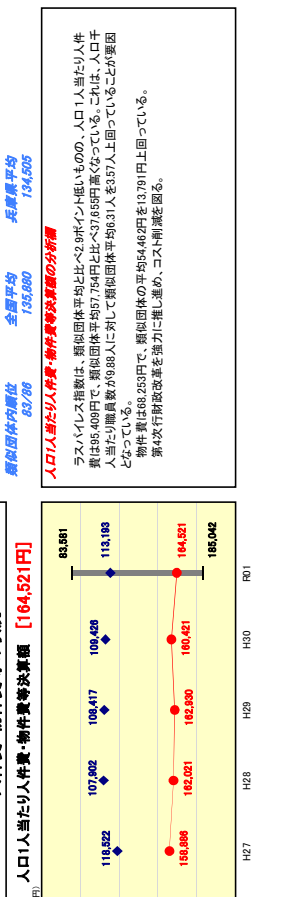 人口1人当たり人件費・物件費等決算額 [164,521円]
円)
83,581
118,522
107,902
108,417
109,426
113,193
158,886
162,021
162,930
160,421
164,521
185,042
H27
H28
H29
H30
R01
類似団体内順位
83/86
全国平均
135,880
兵庫県平均
134,505
人口1人当たり人件費・物件費等決算額の分析欄
ラスパイレス指数は、類似団体平均と比べ2.9ポイント低いものの、人口1人当たり人件
費は95,409円で、類似団体平均57,754円と比べ37,655円高くなっている。これは、人口千
人当たり職員数が9.88人に対して類似団体平均6.31人を3.57人上回っていることが要因
となっている。
物件費は68,253円で、類似団体の平均54,462円を13,791円上回っている。
第4次行財政改革を強力に推し進め、コスト削減を図る。